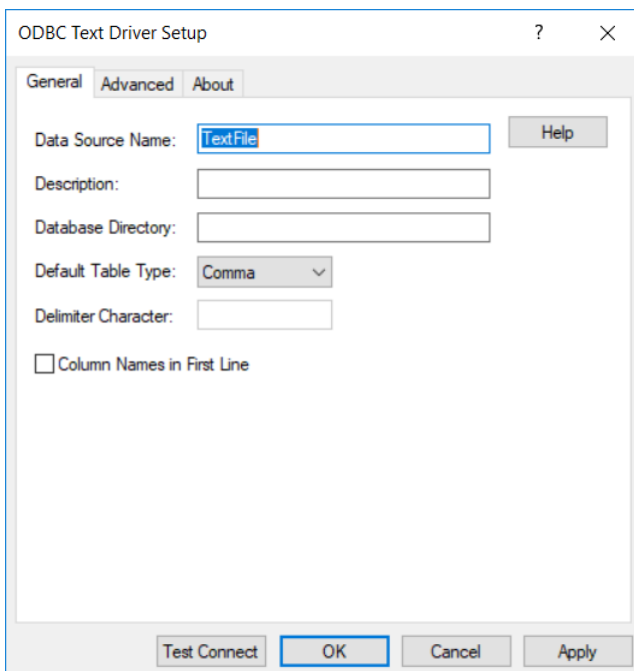 ODBC Text Driver Setup ?
General Advanced About
Data Source Name: TextFile Help
Description:
Database Directory:
Default Table Type: Comma
Delimiter Character:
Column Names in First Line
Test Connect OK Cancel Apply